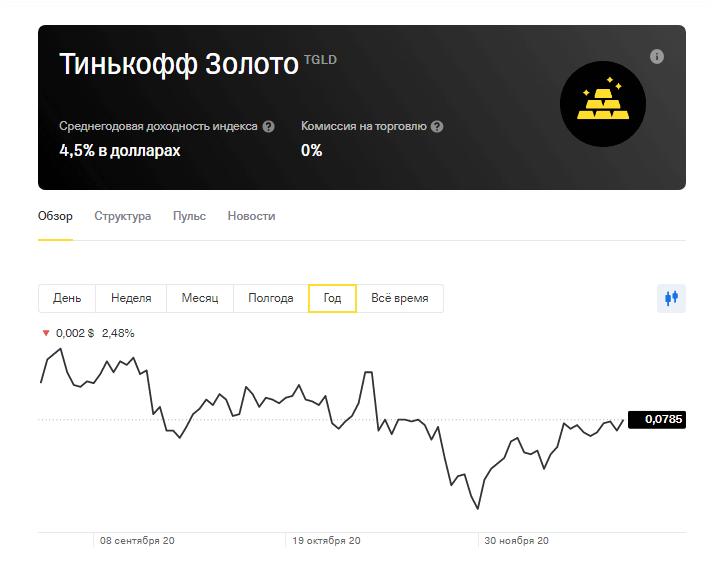 Тинькофф Золото TGLD
Среднегодовая доходность индекса ? Комиссия на торговлю ?
4,5% в долларах 0%
Обзор Структура Пульс Новости
День Неделя Месяц Полгода Год Всё время
0,002 $ 2,48%
0,0785
08 сентября 20 19 октября 20 30 ноября 20